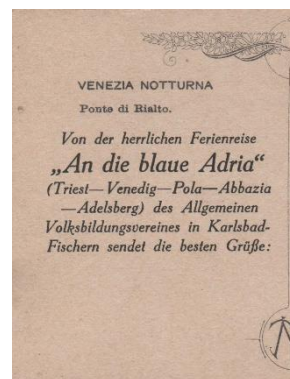 VENEZIA NOTTURNA
Ponte di Rialto.
Von der herrlichen Ferienreise
„An die blaue Adria“
(Triest—Venedig—Pola—Abbazia
—Adelsberg) des Allgemeinen
Volksbildungsvereines in Karlsbad-
Fischern sendet die besten Grüße: